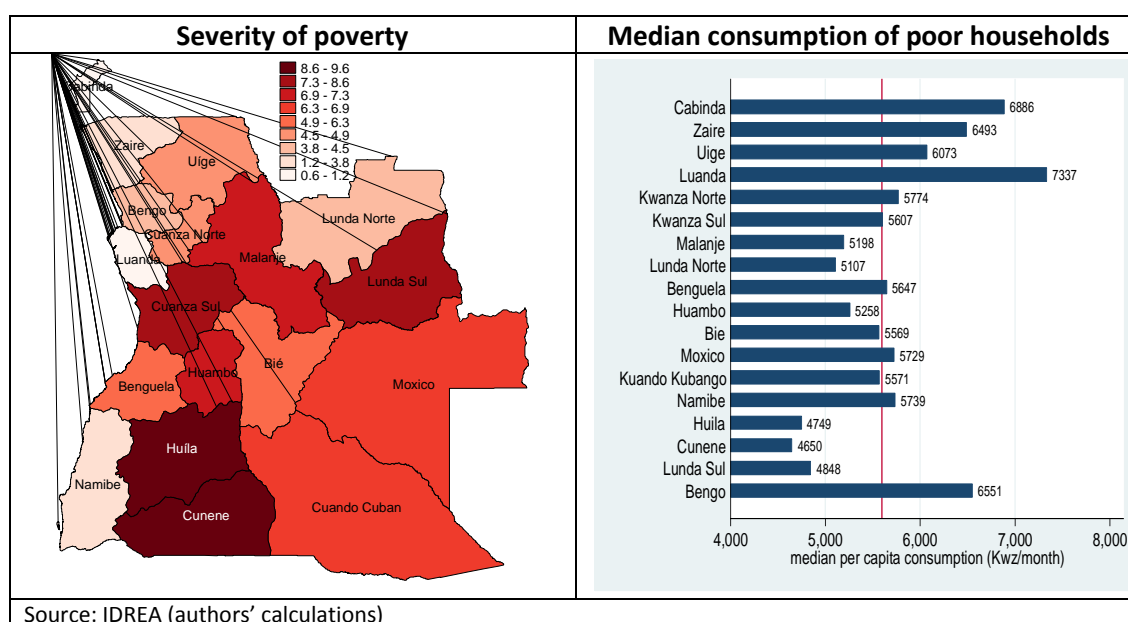 Severity of poverty
Median consumption of poor households
8.6 - 9.6
7.3 - 8.6
6.9 - 7.3
6.3 - 6.9
4.9 - 6.3
4.5 - 4.9
3.8 - 4.5
1.2 - 3.8
0.6 - 1.2
Cabinda
Zaire
Uíge
Bengo
Cuanza Norte
Luanda
Lunda Norte
Malanje
Lunda Sul
Cuanza Sul
Huambo
Bié
Benguela
Moxico
Huíla
Namibe
Cunene
Cuando Cuban
Cabinda 6886
Zaire 6493
Uige 6073
Luanda 7337
Kwanza Norte 5774
Kwanza Sul 5607
Malanje 5198
Lunda Norte 5107
Benguela 5647
Huambo 5258
Bie 5569
Moxico 5729
Kuando Kubango 5571
Namibe 5739
Huila 4749
Cunene 4650
Lunda Sul 4848
Bengo 6551
4,000 5,000 6,000 7,000 8,000
median per capita consumption (Kwz/month)
Source: IDREA (authors' calculations)